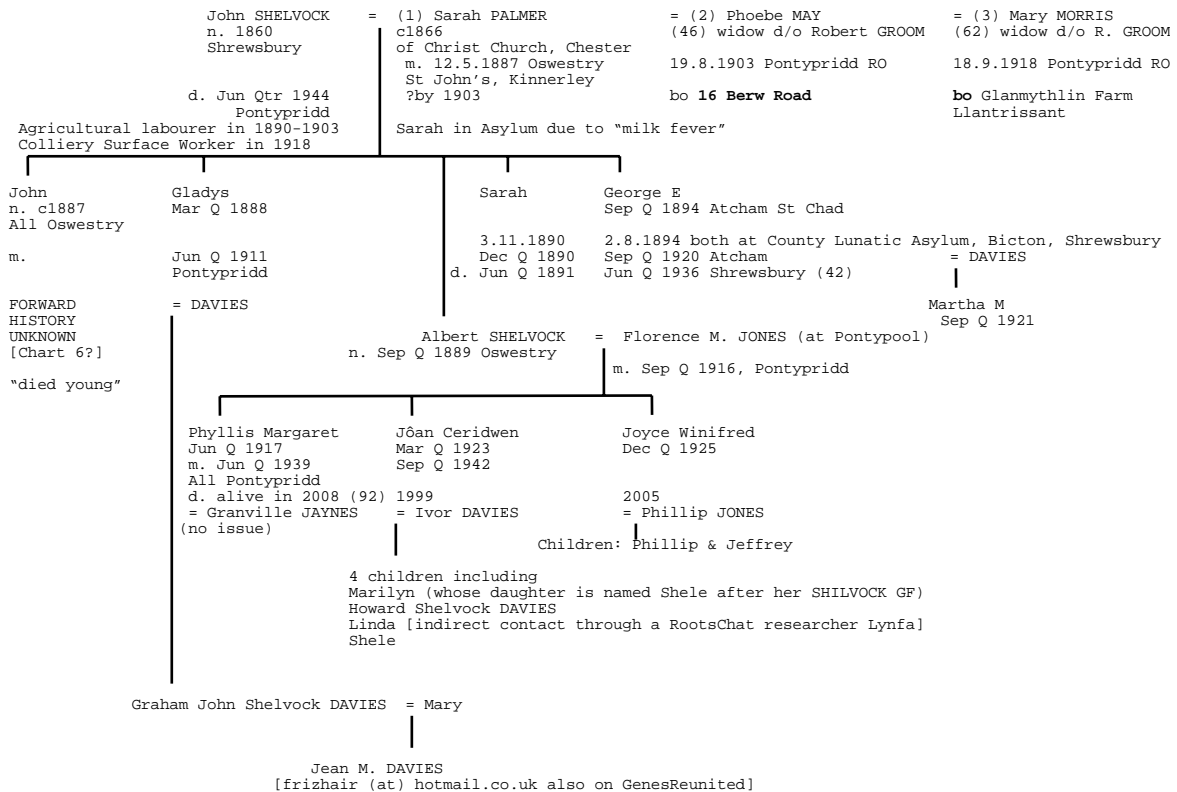 John SHELVOCK = (1) Sarah PALMER = (2) Phoebe MAY = (3) Mary MORRIS
n. 1860 c1866 (46) widow d/o Robert GROOM (62) widow d/o R. GROOM
Shrewsbury of Christ Church, Chester
m. 12.5.1887 Oswestry 19.8.1903 Pontypridd RO 18.9.1918 Pontypridd RO
St John's, Kinnerley
d. Jun Qtr 1944 ?by 1903 bo 16 Berw Road bo Glanmythlin Farm
Pontypridd Llantrissant
Agricultural labourer in 1890-1903 Sarah in Asylum due to “milk fever”
Colliery Surface Worker in 1918
John Gladys Sarah George E
n. c1887 Mar Q 1888 Sep Q 1894 Atcham St Chad
All Oswestry
3.11.1890 2.8.1894 both at County Lunatic Asylum, Bicton, Shrewsbury
m. Jun Q 1911 Dec Q 1890 Sep Q 1920 Atcham = DAVIES
Pontypridd d. Jun Q 1891 Jun Q 1936 Shrewsbury (42)
FORWARD = DAVIES Martha M
HISTORY Sep Q 1921
UNKNOWN Albert SHELVOCK = Florence M. JONES (at Pontypool)
[Chart 6?] n. Sep Q 1889 Oswestry
m. Sep Q 1916, Pontypridd
“died young”
Phyllis Margaret Jôan Ceridwen Joyce Winifred
Jun Q 1917 Mar Q 1923 Dec Q 1925
m. Jun Q 1939 Sep Q 1942
All Pontypridd
d. alive in 2008 (92) 1999 2005
= Granville JAYNES = Ivor DAVIES = Phillip JONES
(no issue)
Children: Phillip & Jeffrey
4 children including
Marilyn (whose daughter is named Shele after her SHILVOCK GF)
Howard Shelvock DAVIES
Linda [indirect contact through a RootsChat researcher Lynfa]
Shele
Graham John Shelvock DAVIES = Mary
Jean M. DAVIES
[frizhair (at) hotmail.co.uk also on GenesReunited]